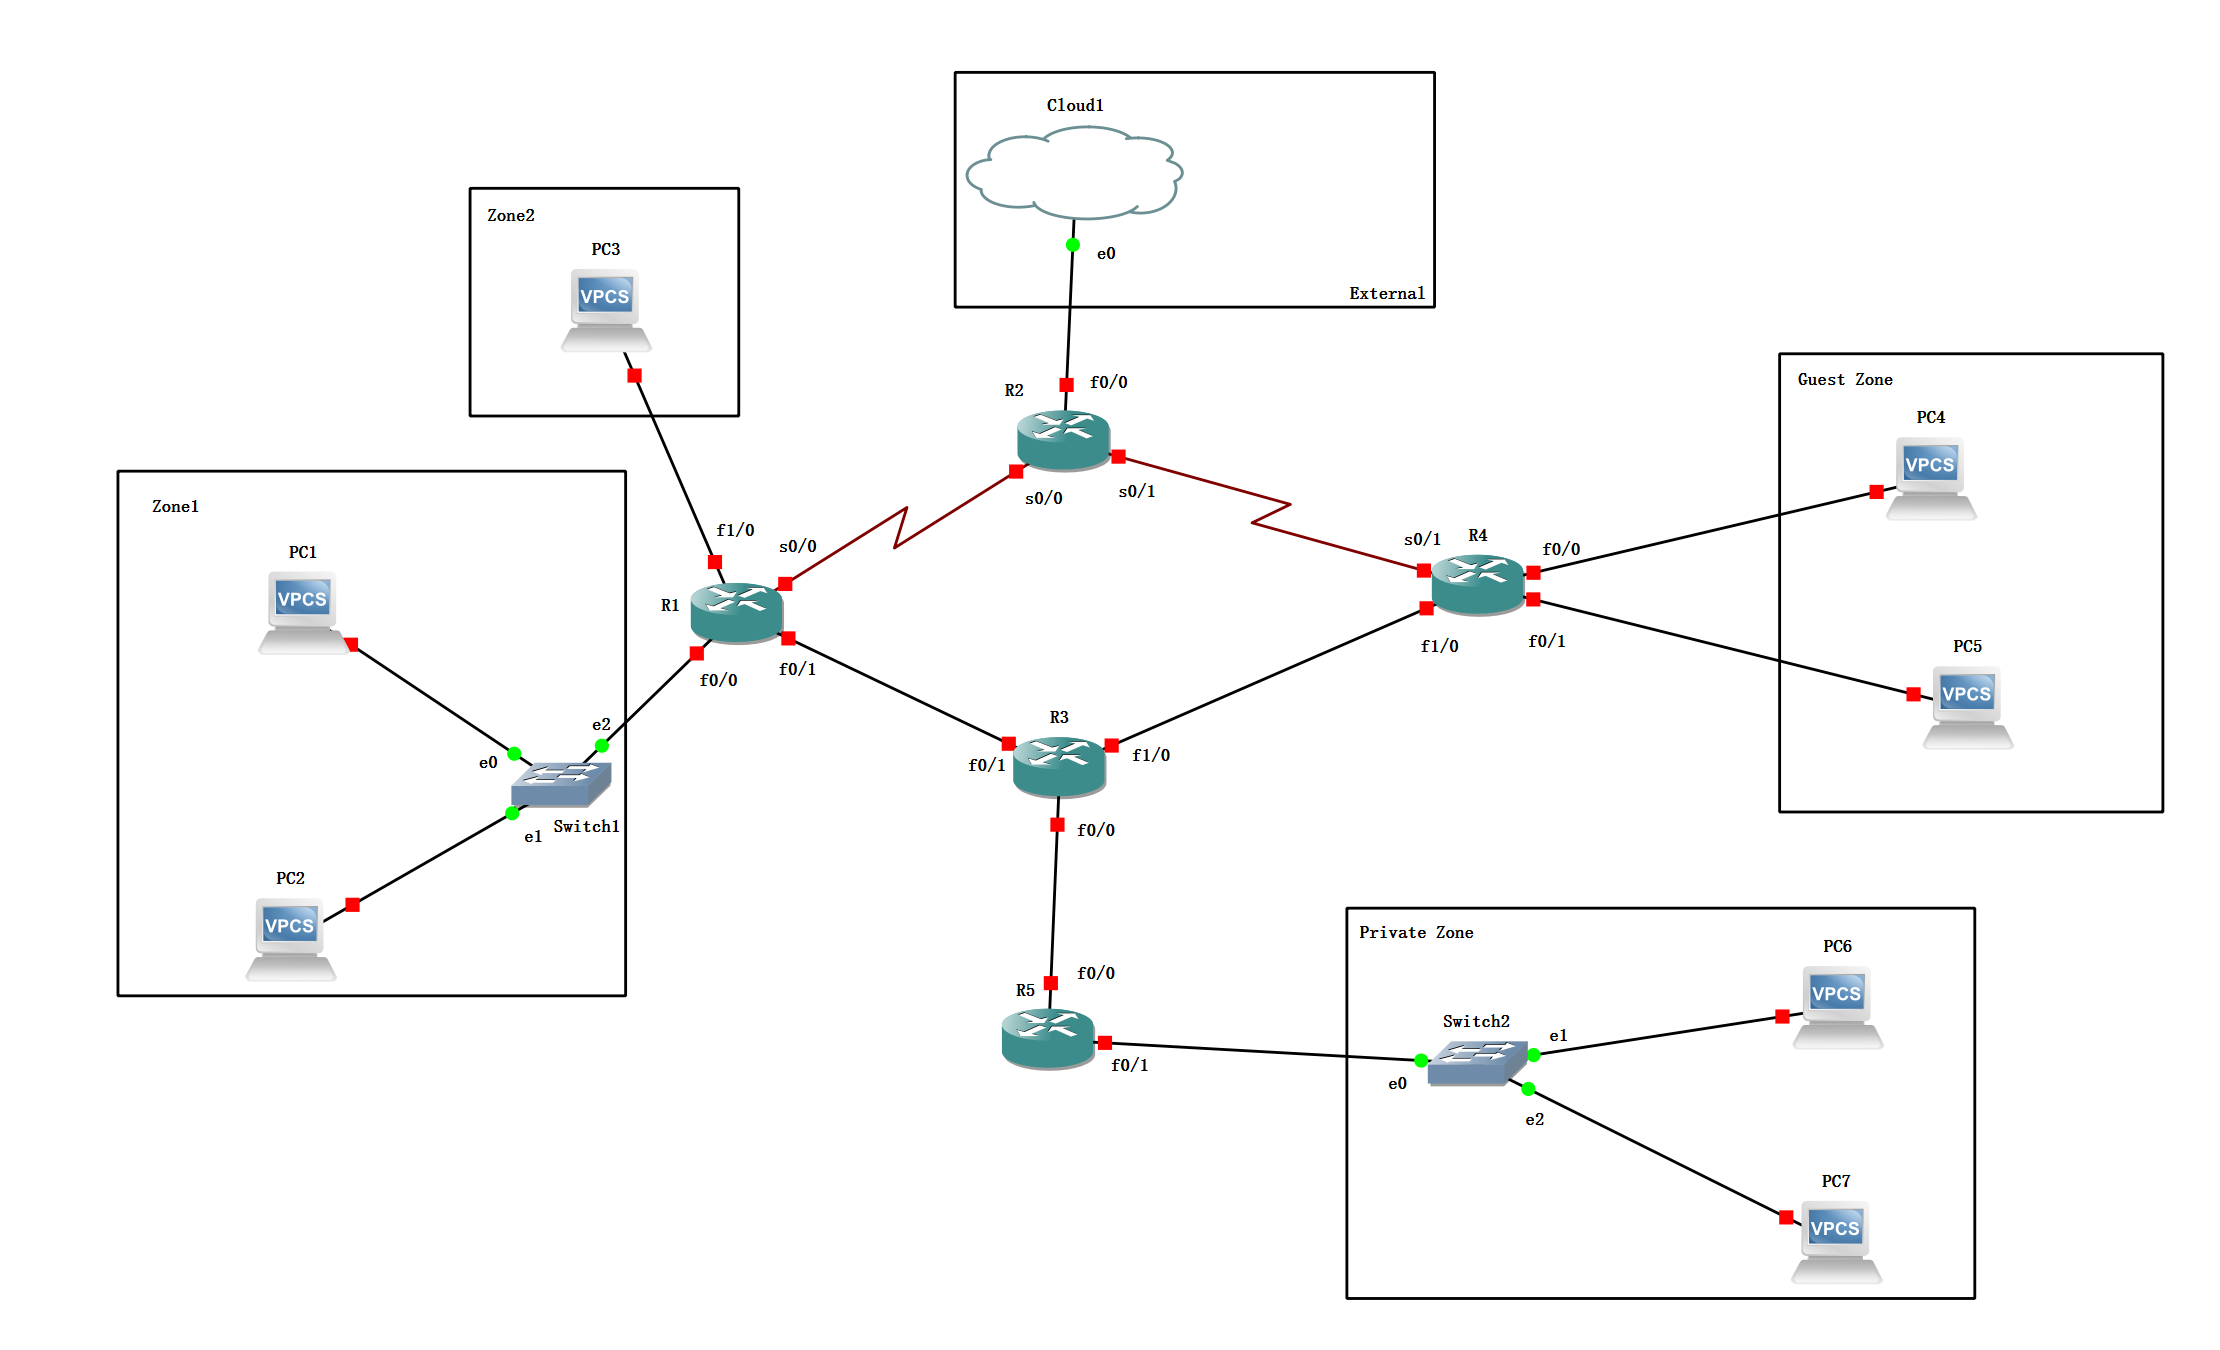 Cloud1
e0
External
Zone2
PC3
VPCS
R2
f0/0
s0/0
s0/1
Guest Zone
PC4
VPCS
PC5
VPCS
Zone1
PC1
VPCS
f1/0
s0/0
R1
f0/0
f0/1
s0/1
R4
f0/0
f1/0
f0/1
e2
e0
e1
Switch1
PC2
VPCS
R3
f0/1
f1/0
f0/0
f0/0
R5
f0/1
Private Zone
PC6
VPCS
Switch2
e1
e0
e2
PC7
VPCS